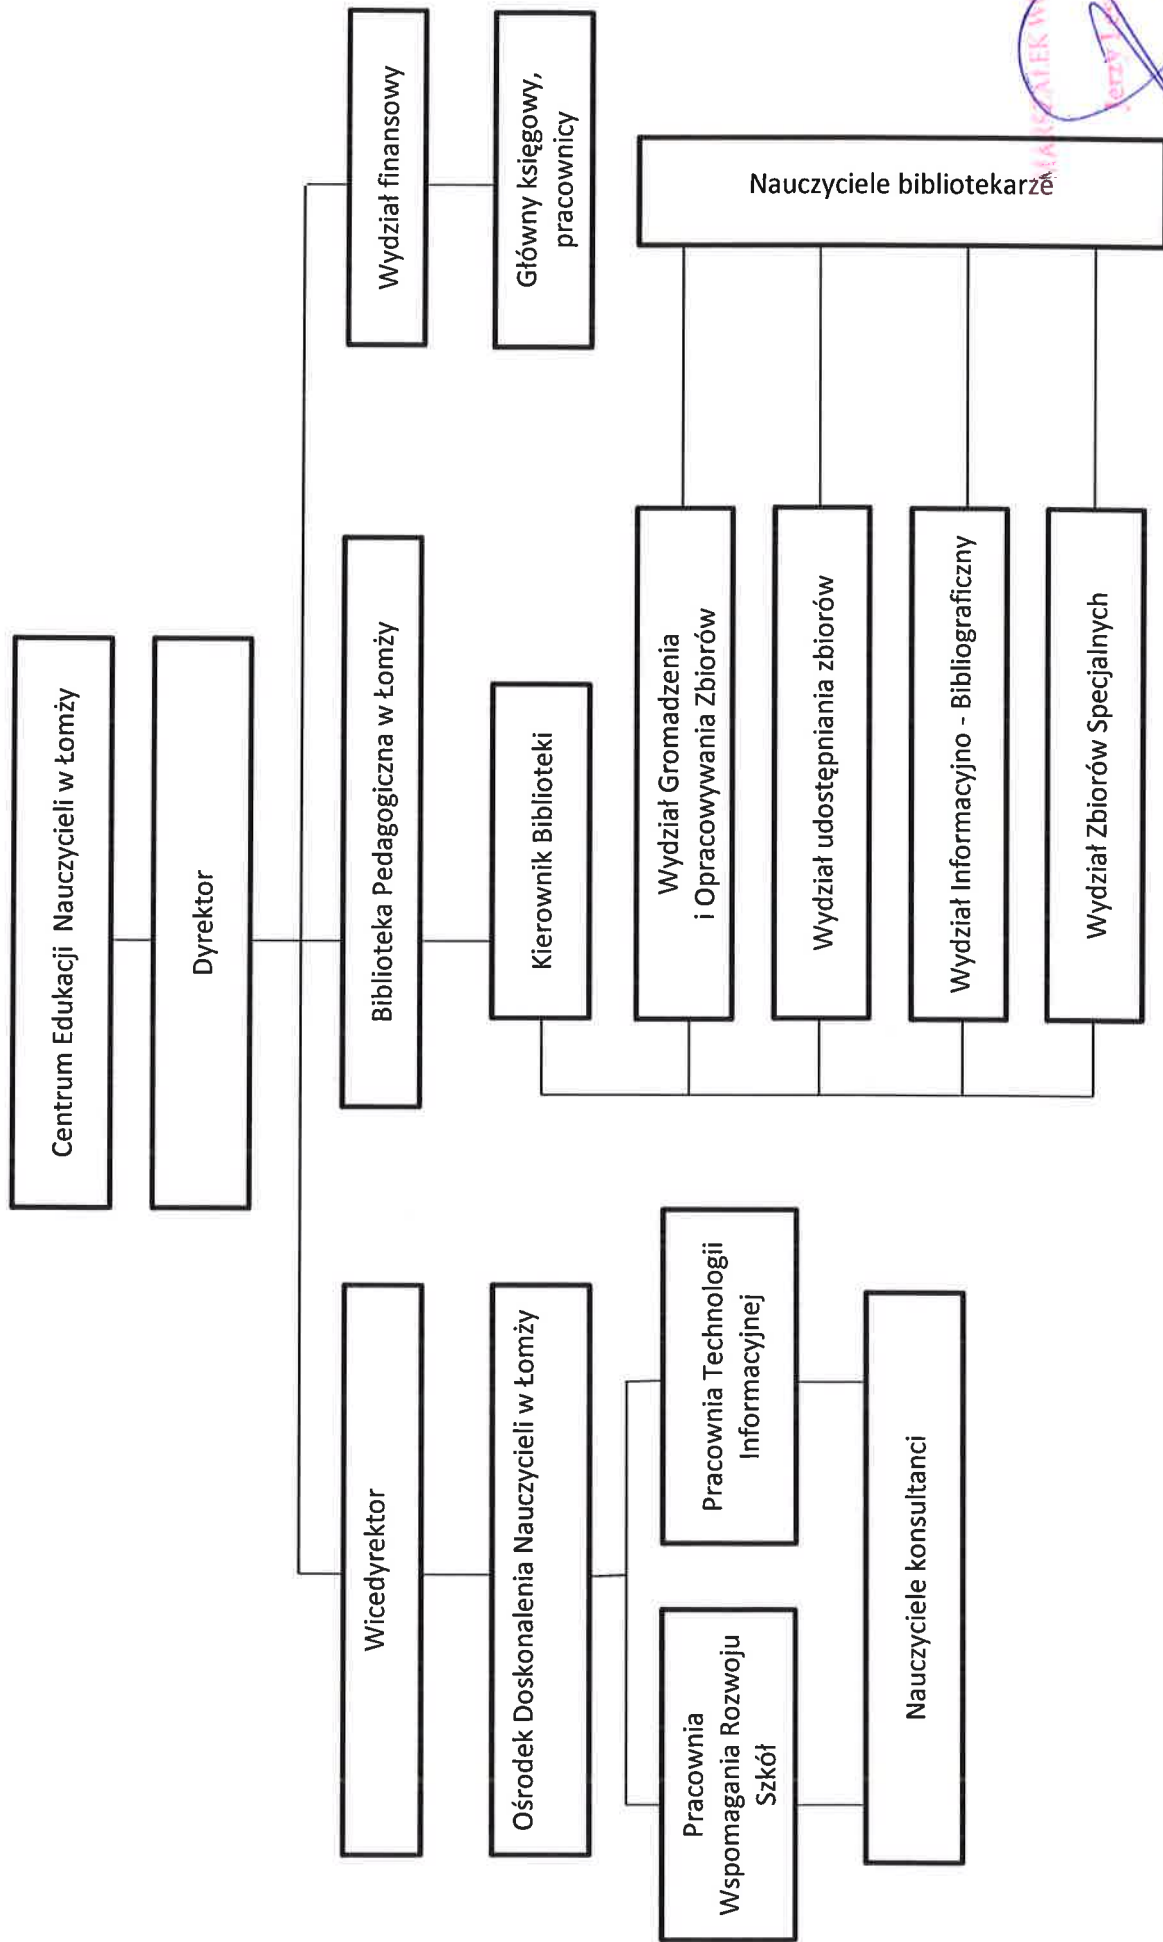 Centrum Edukacji Nauczycieli w Łomży
Dyrektor
Wicedyrektor
Biblioteka Pedagogiczna w Łomży
Wydział finansowy
Ośrodek Doskonalenia Nauczycieli w Łomży
Kierownik Biblioteki
Główny księgowy,
pracownicy
Pracownia
Wspomagania Rozwoju
Szkół
Pracownia Technologii
Informacyjnej
Nauczyciele konsultanci
Wydział Gromadzenia
i Opracowywania Zbiorów
Wydział udostępniania zbiorów
Wydział Informacyjno - Bibliograficzny
Wydział Zbiorów Specjalnych
Nauczyciele bibliotekarze
MARSZAŁEK
Jerzy